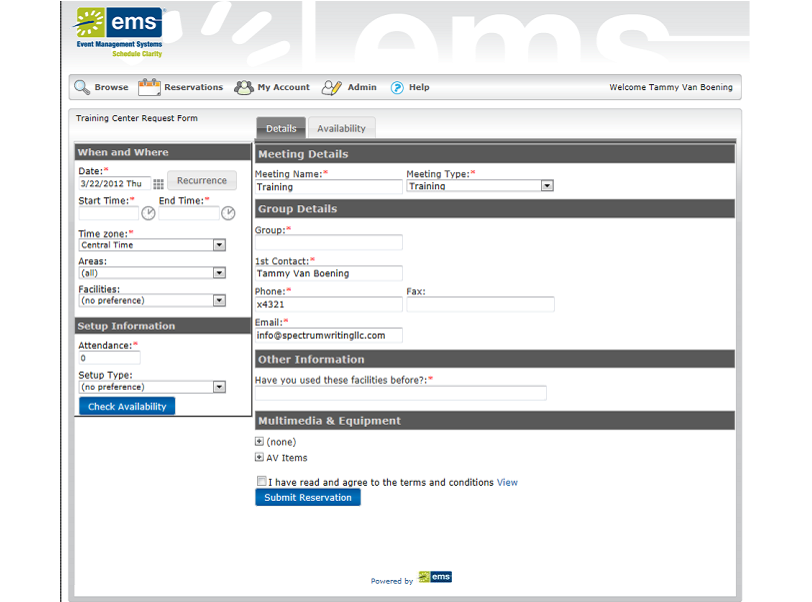 ems
Event Management Systems
Schedule Clarity
ems
Browse Reservations My Account Admin Help Welcome Tammy Van Boening
Training Center Request Form
Details Availability
When and Where
Date:*
3/22/2012 Thu Recurrence
Start Time:* End Time:*
Time zone:*
Central Time
Areas:
(all)
Facilities:
(no preference)
Setup Information
Attendance:*
0
Setup Type:
(no preference)
Check Availability
Meeting Details
Meeting Name:* Meeting Type:*
Training Training
Group Details
Group:*
1st Contact:*
Tammy Van Boening
Phone:* Fax:
x4321
Email:*
info@spectrumwritingllc.com
Other Information
Have you used these facilities before?:*
Multimedia & Equipment
(none)
AV Items
I have read and agree to the terms and conditions View
Submit Reservation
Powered by ems